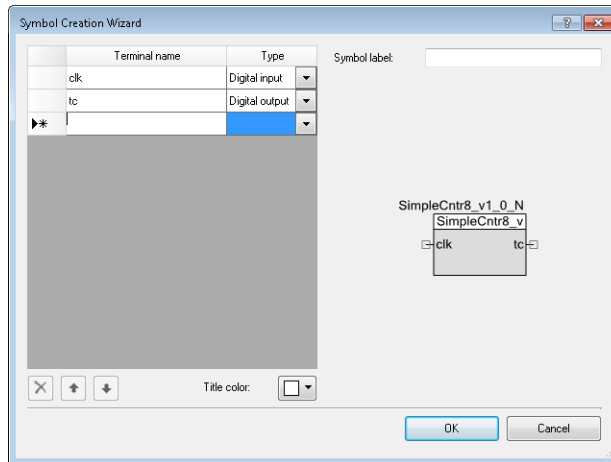 Symbol Creation Wizard
Terminal name Type
clk Digital input
tc Digital output
Symbol label:
SimpleCntr8_v1_0_N
SimpleCntr8_v
clk tc
Title color:
OK Cancel